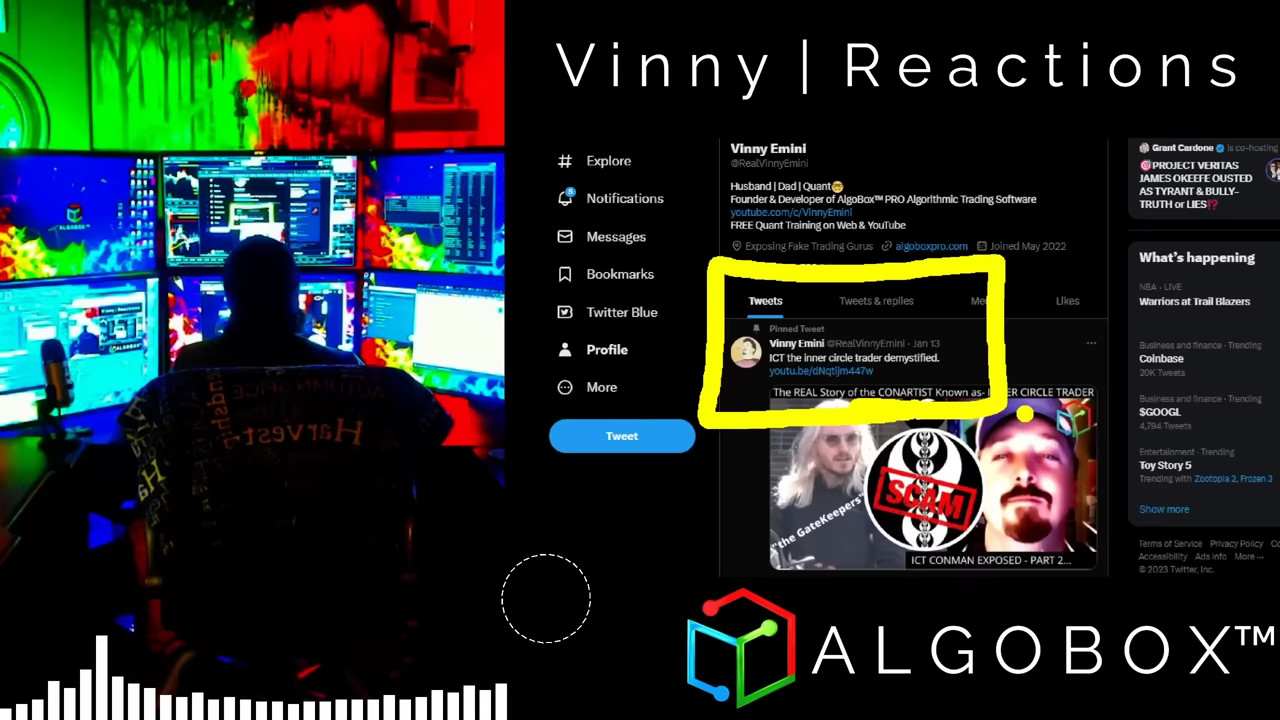 Vinny | Reactions
Explore
Notifications
Messages
Bookmarks
Twitter Blue
Profile
More
Tweet
Vinny Emini
@RealVinnyEmini
Husband | Dad | Quant
Founder & Developer of AlgoBox™ PRO Algorithmic Trading Software
youtube.com/c/VinnyEmini
FREE Quant Training on Web & YouTube
Exposing Fake Trading Gurus algoboxpro.com Joined May 2022
Tweets Tweets & replies Likes
Pinned Tweet
Vinny Emini @RealVinnyEmini · Jan 13
ICT the inner circle trader demystified.
youtu.be/dNqtijm447w
The REAL Story of the CONARTIST Known as- CIRCLE TRADER
"the GateKeepers"
SCAM
ICT CONMAN EXPOSED - PART 2...
Grant Cardone is co-hosting
PROJECT VERITAS
JAMES OKEEFE OUSTED
AS TYRANT & BULLY-
TRUTH or LIES⁉
What's happening
NBA · LIVE
Warriors at Trail Blazers
Business and finance · Trending
Coinbase
20K Tweets
Business and finance · Trending
$GOOGL
4,794 Tweets
Entertainment · Trending
Toy Story 5
Trending with Zootopia 2, Frozen 3
Show more
Terms of Service Privacy Policy
Accessibility Ads info More ···
© 2023 Twitter, Inc.
Harvest
ALGOBOX™